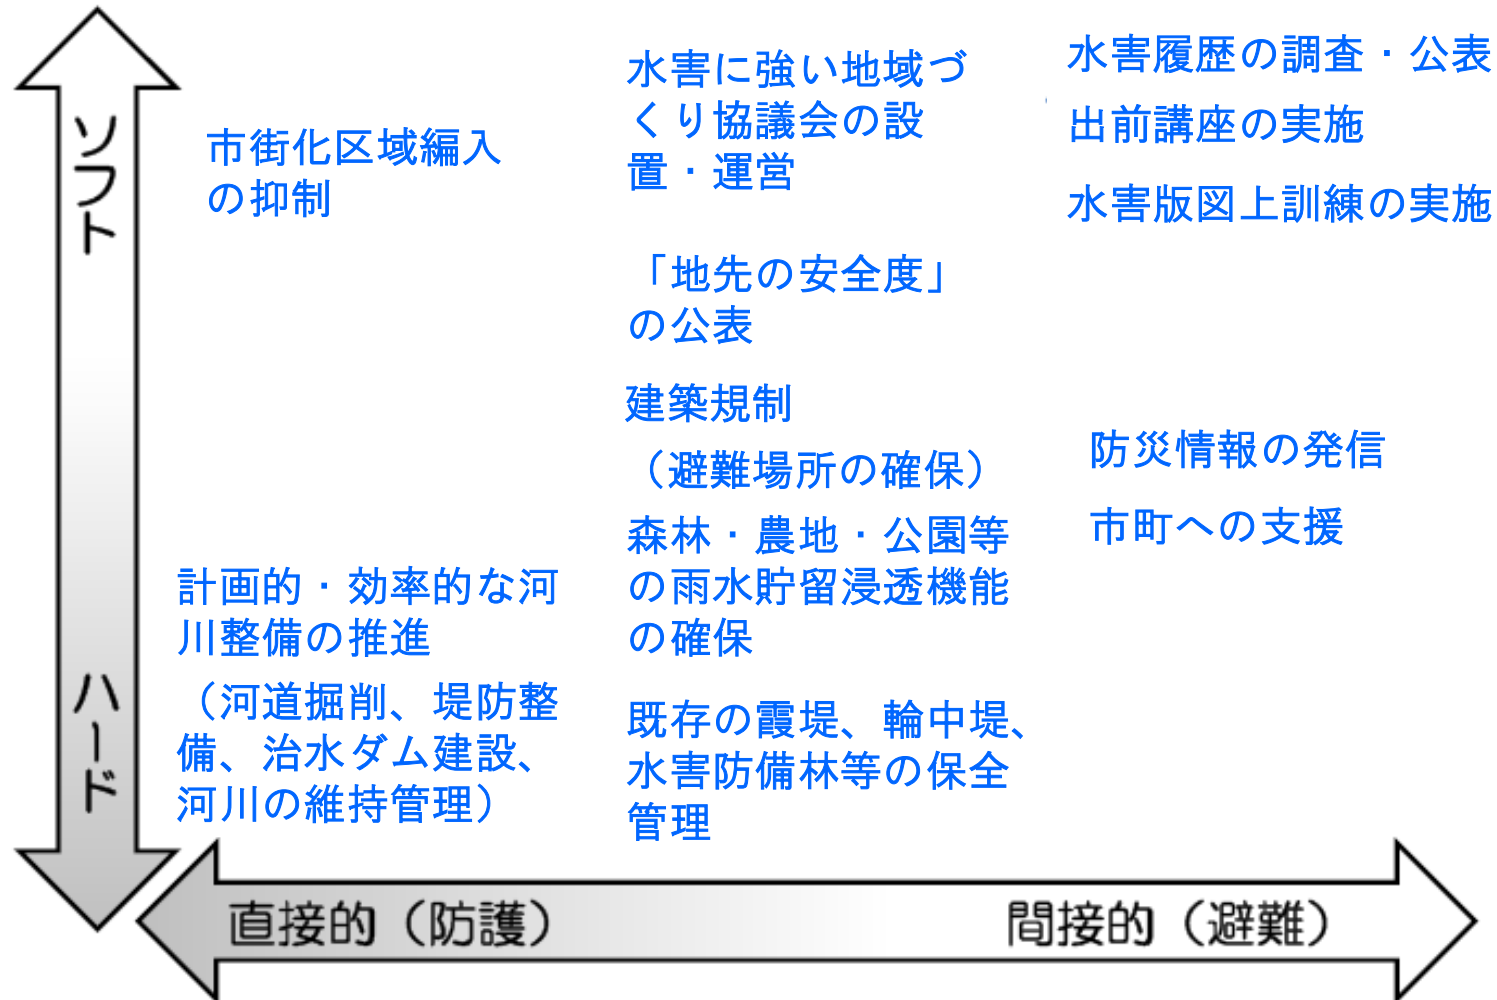 ソフト
ハード
市街化区域編入
の抑制
計画的・効率的な河
川整備の推進
（河道掘削、堤防整
備、治水ダム建設、
河川の維持管理）
水害に強い地域づ
くり協議会の設
置・運営
「地先の安全度」
の公表
建築規制
（避難場所の確保）
森林・農地・公園等
の雨水貯留浸透機能
の確保
既存の霞堤、輪中堤、
水害防備林等の保全
管理
水害履歴の調査・公表
出前講座の実施
水害版図上訓練の実施
防災情報の発信
市町への支援
直接的（防護）
間接的（避難）